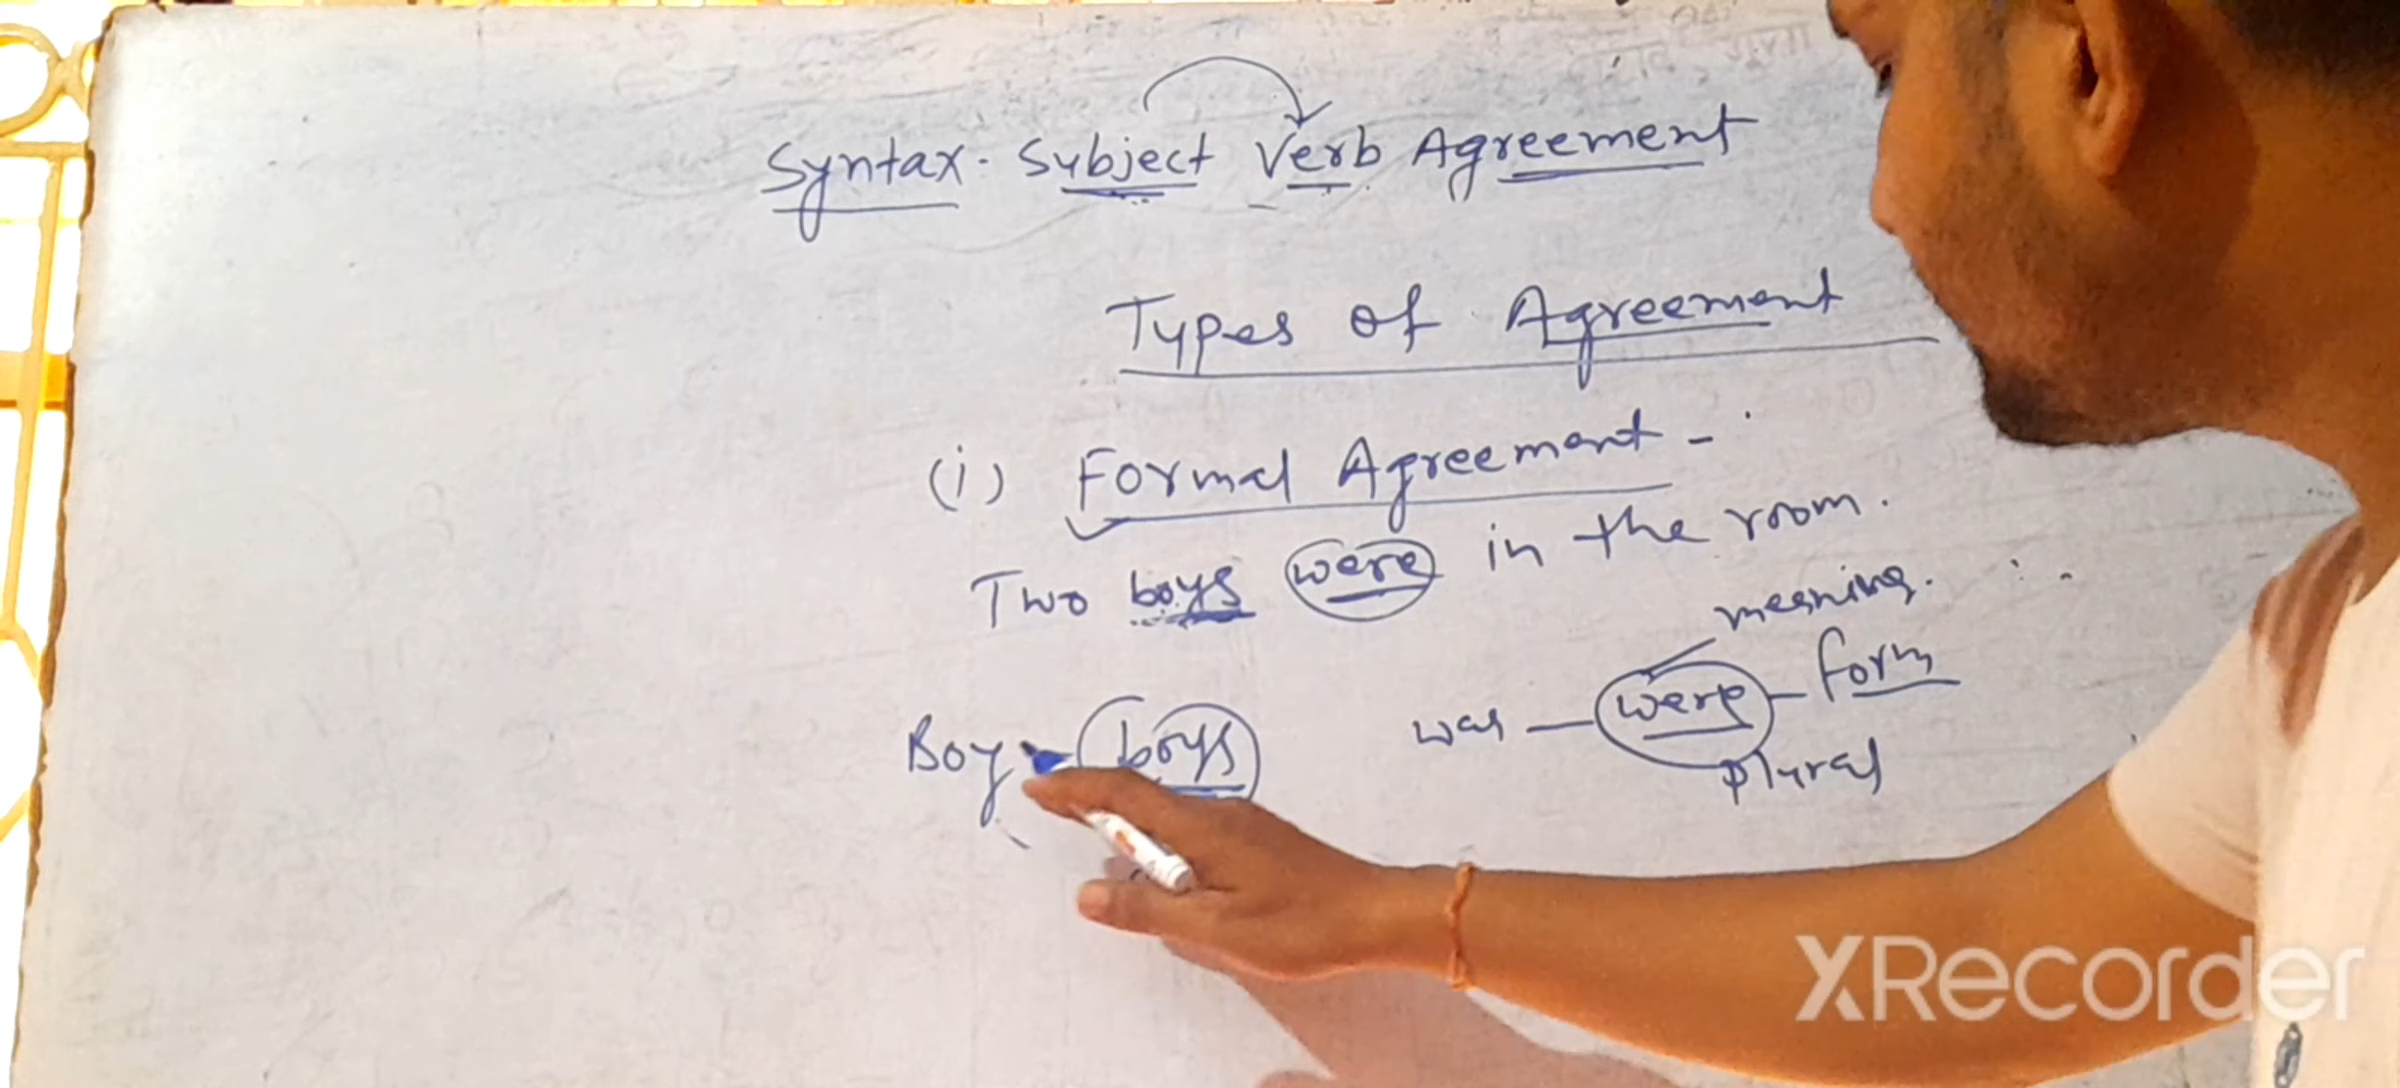 Syntax - Subject Verb Agreement
Types of Agreement
(i) Formal Agreement -
Two boys were in the room.
meaning.
was — were — form
plural
Boy - boys
XRecorder